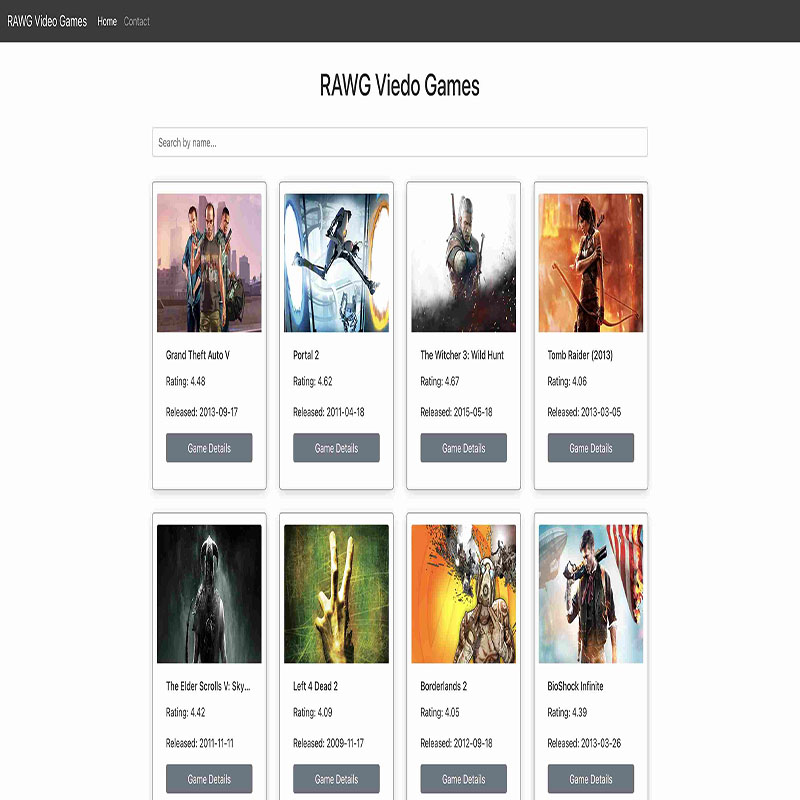 RAWG Video Games Home Contact
RAWG Viedo Games
Search by name...
Grand Theft Auto V
Rating: 4.48
Released: 2013-09-17
Game Details
Portal 2
Rating: 4.62
Released: 2011-04-18
Game Details
The Witcher 3: Wild Hunt
Rating: 4.67
Released: 2015-05-18
Game Details
Tomb Raider (2013)
Rating: 4.06
Released: 2013-03-05
Game Details
The Elder Scrolls V: Sky...
Rating: 4.42
Released: 2011-11-11
Game Details
Left 4 Dead 2
Rating: 4.09
Released: 2009-11-17
Game Details
Borderlands 2
Rating: 4.05
Released: 2012-09-18
Game Details
BioShock Infinite
Rating: 4.39
Released: 2013-03-26
Game Details